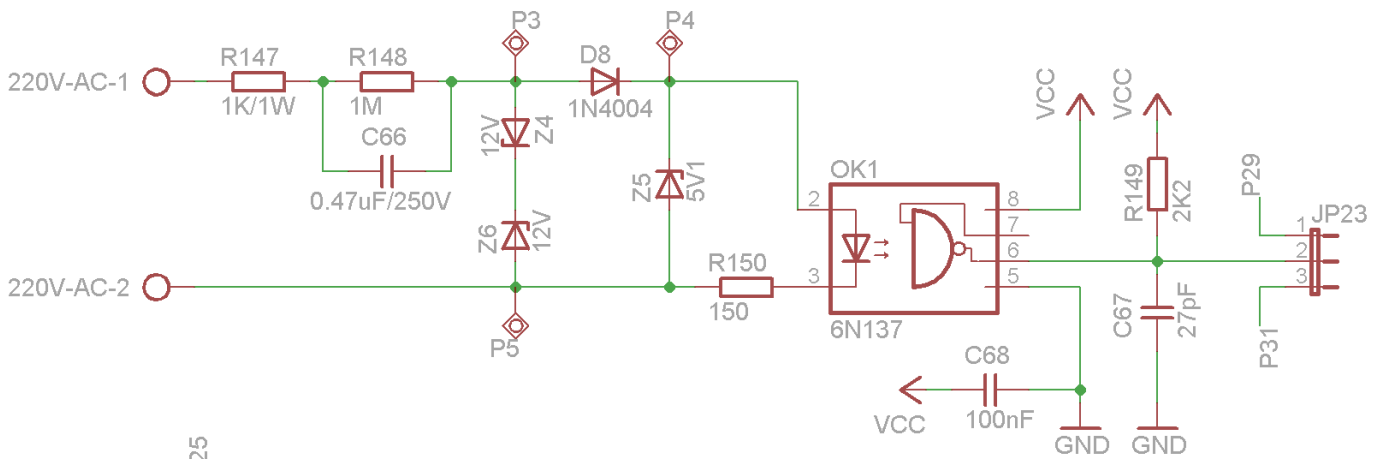 P3
P4
R147
R148
D8
220V-AC-1
1K/1W
1M
1N4004
C66
0.47uF/250V
12V
Z4
Z5
5V1
Z6
12V
OK1
2
3
8
7
6
5
6N137
VCC
VCC
R149
2K2
P29
JP23
1
2
3
220V-AC-2
R150
150
P5
C67
27pF
P31
C68
100nF
VCC
GND
GND
25